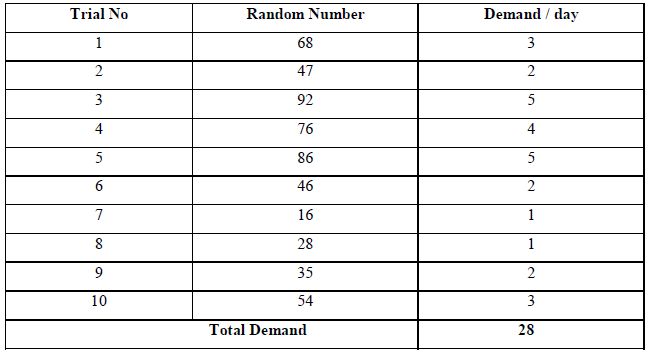 Trial No Random Number Demand / day
1 68 3
2 47 2
3 92 5
4 76 4
5 86 5
6 46 2
7 16 1
8 28 1
9 35 2
10 54 3
Total Demand 28